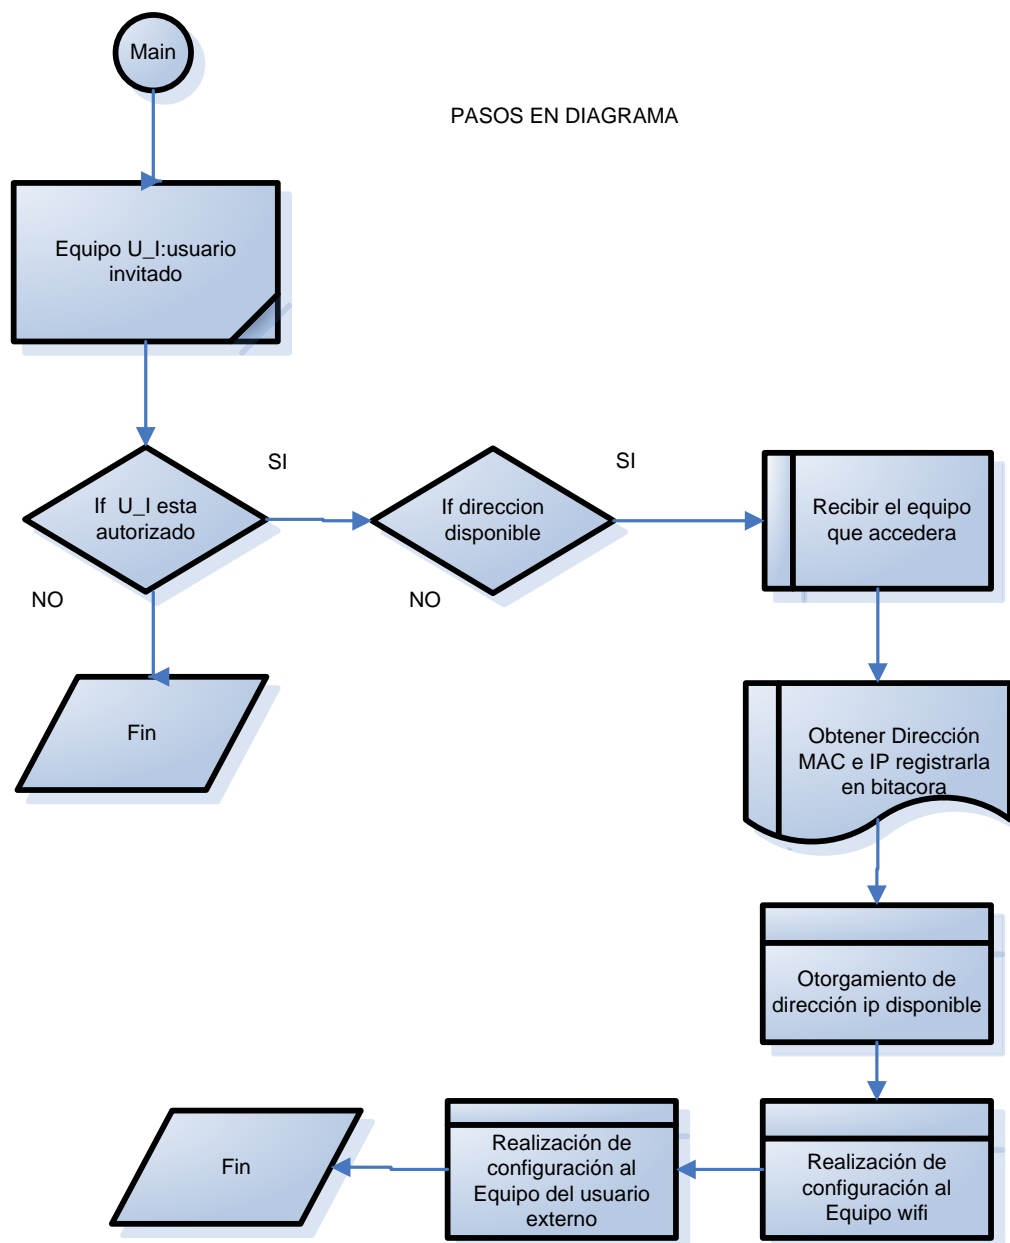 Main
PASOS EN DIAGRAMA
Equipo U_I:usuario
invitado
SI
SI
If  U_I esta
autorizado
If direccion
disponible
Recibir el equipo
que accedera
NO
NO
Fin
Obtener Dirección
MAC e IP registrarla
en bitacora
Otorgamiento de
dirección ip disponible
Realización de
configuración al
Equipo wifi
Realización de
configuración al
Equipo del usuario
externo
Fin